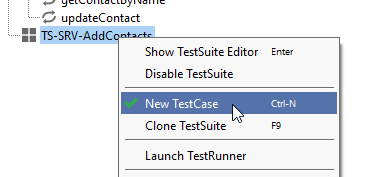 getContactByName
updateContact
TS-SRV-AddContacts
Show TestSuite Editor Enter
Disable TestSuite
New TestCase Ctrl-N
Clone TestSuite F9
Launch TestRunner